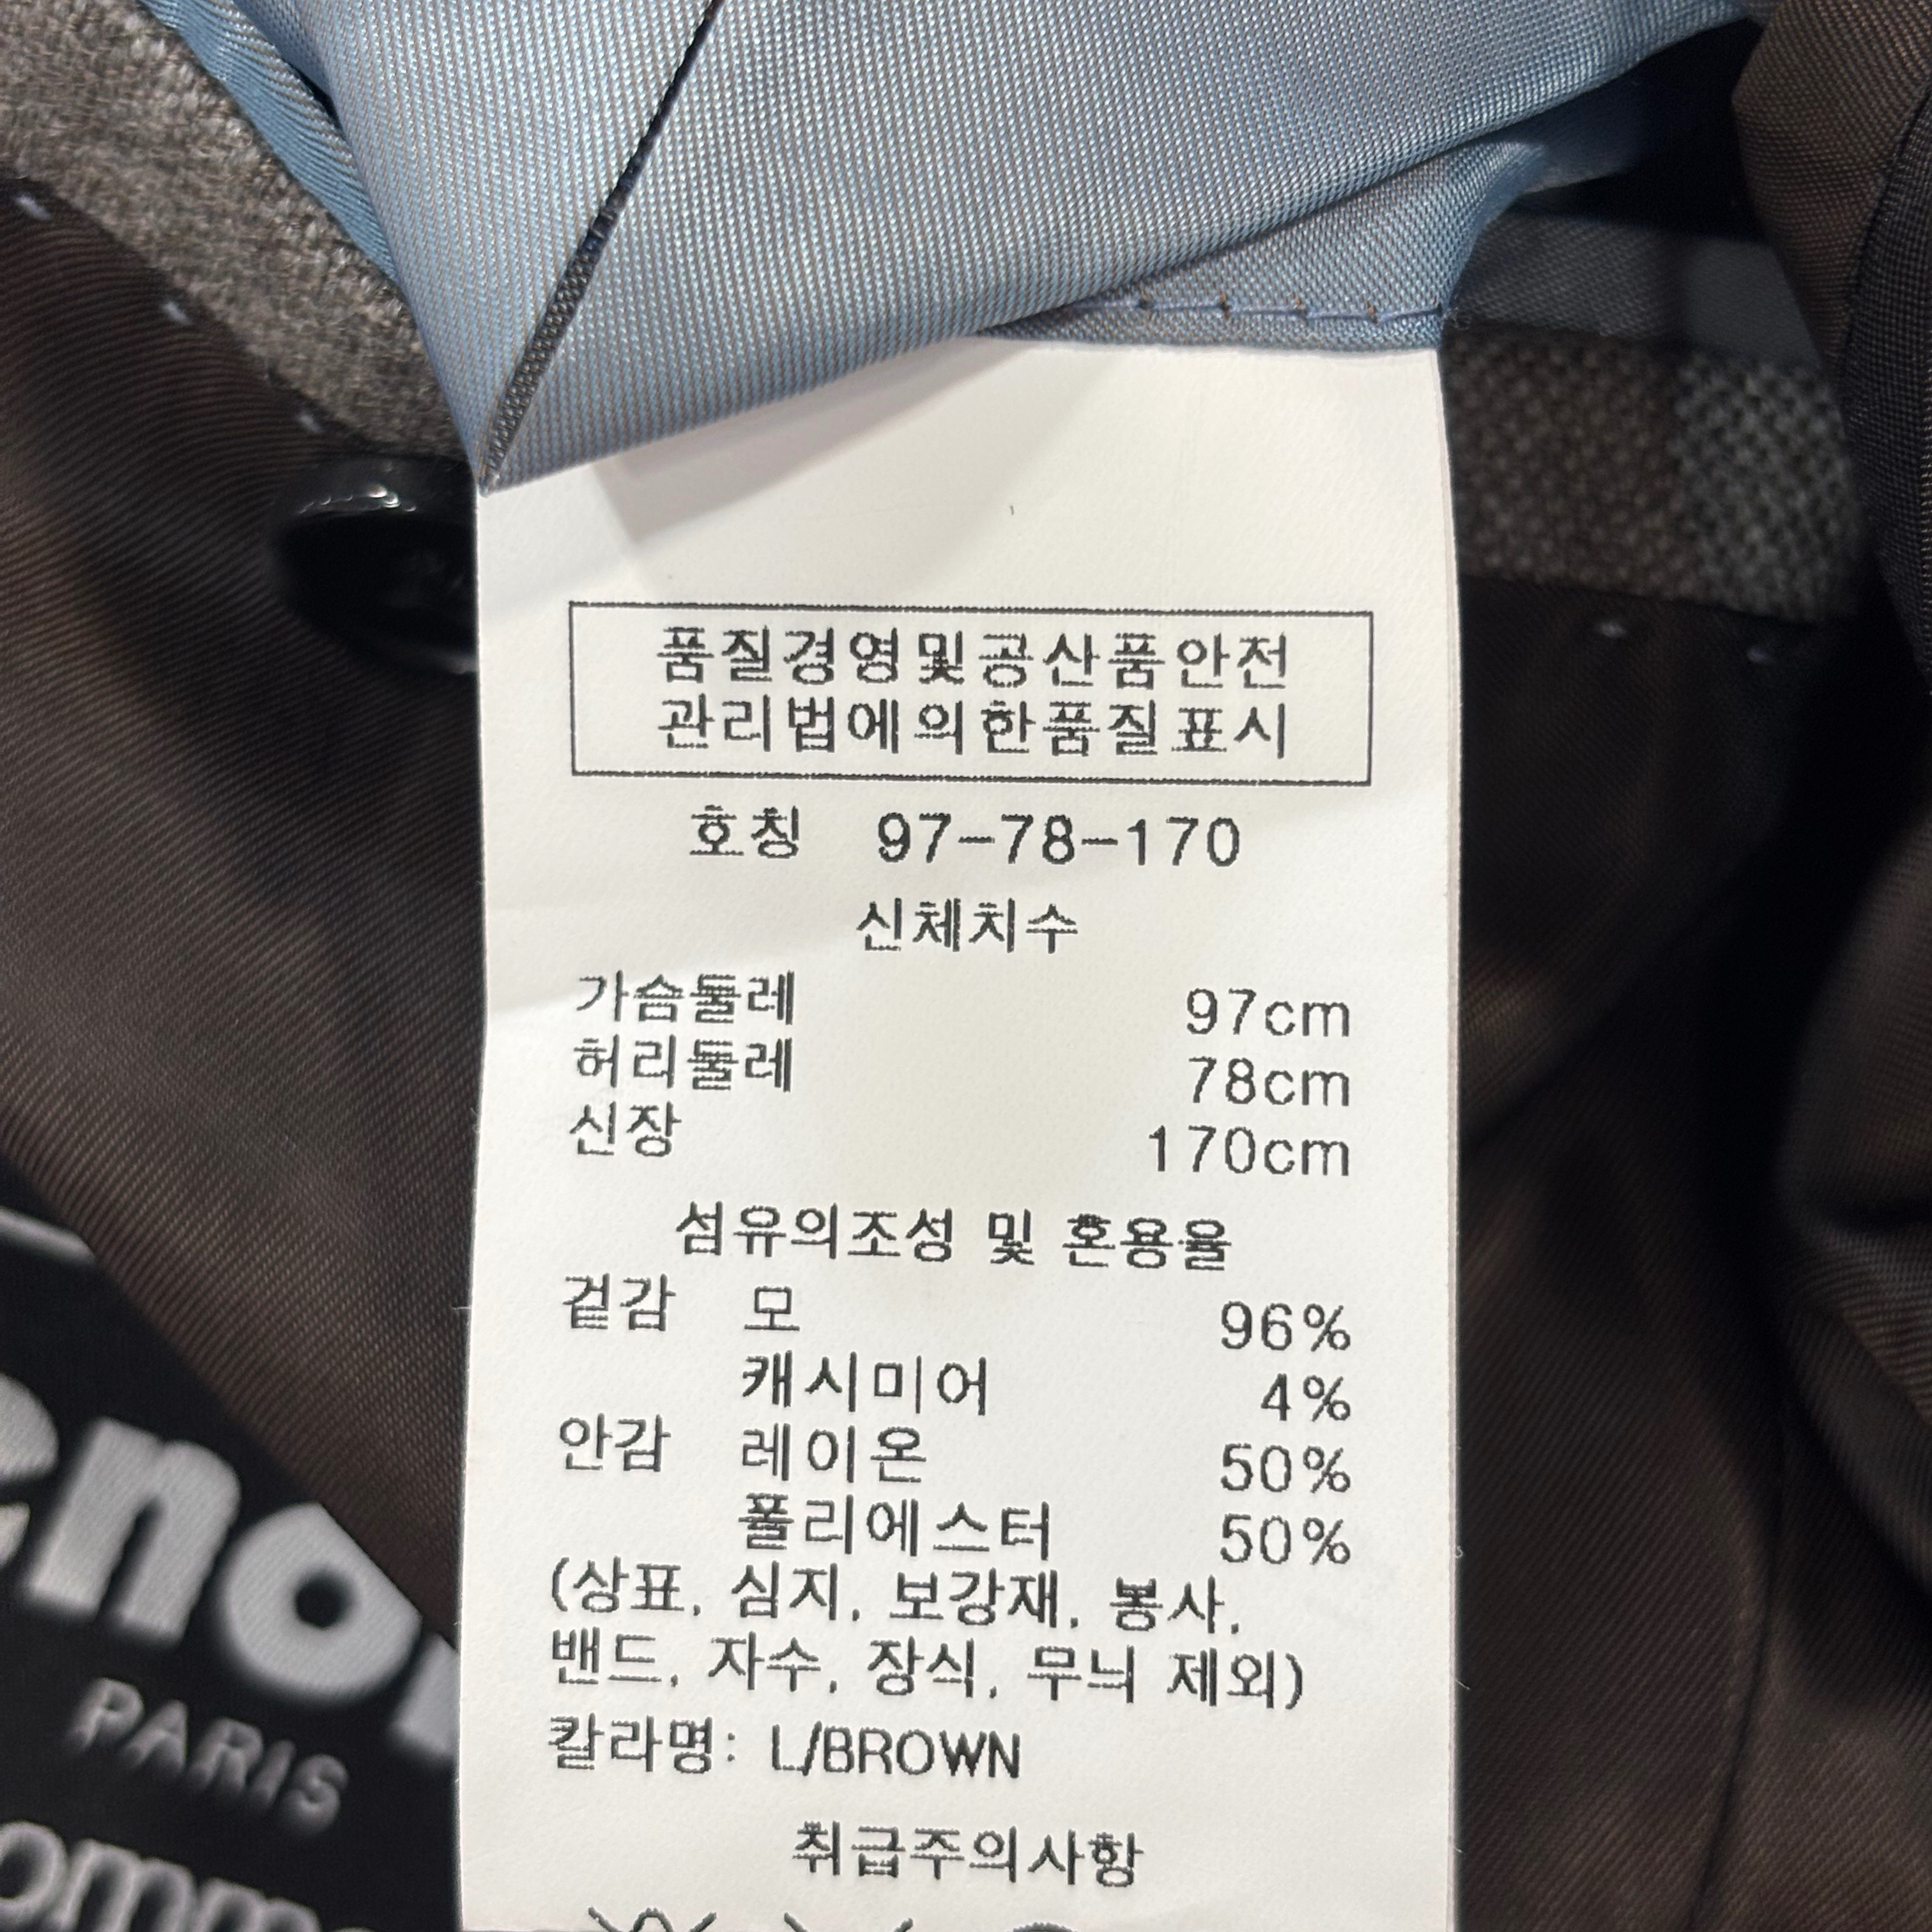 품질경영및공산품안전
관리법에의한품질표시
호칭 97-78-170
신체치수
가슴둘레 97cm
허리둘레 78cm
신장 170cm
섬유의조성 및 혼용율
겉감 모 96%
캐시미어 4%
안감 레이온 50%
폴리에스터 50%
(상표, 심지, 보강재, 봉사,
밴드, 자수, 장식, 무늬 제외)
칼라명: L/BROWN
취급주의사항
PARIS